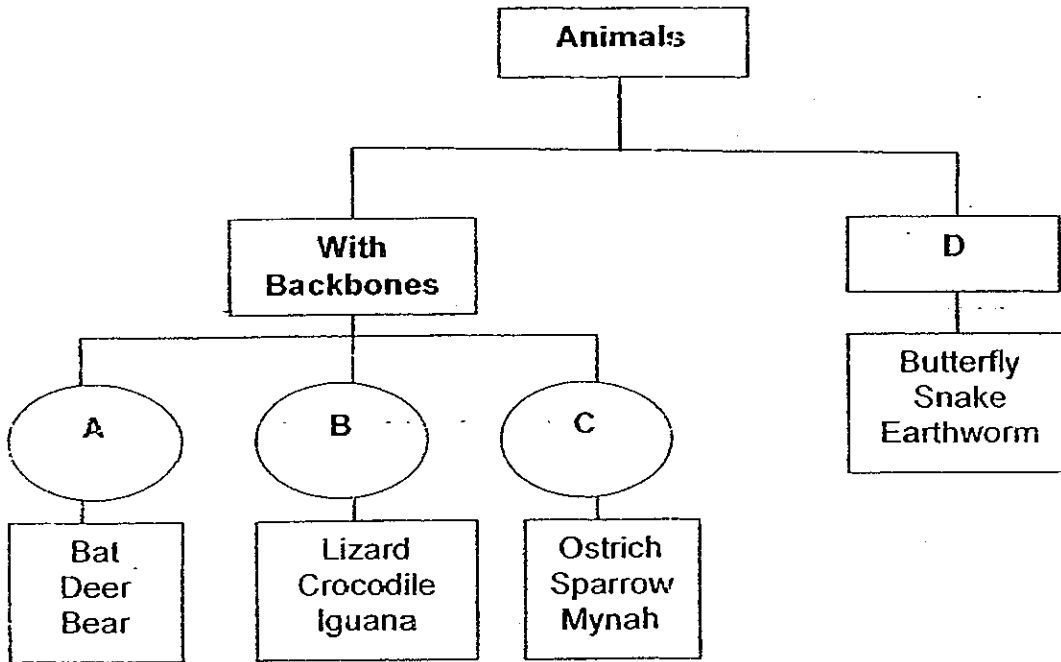 Animals
With
Backbones
D
A
B
C
Butterfly
Snake
Earthworm
Bat
Deer
Bear
Lizard
Crocodile
Iguana
Ostrich
Sparrow
Mynah